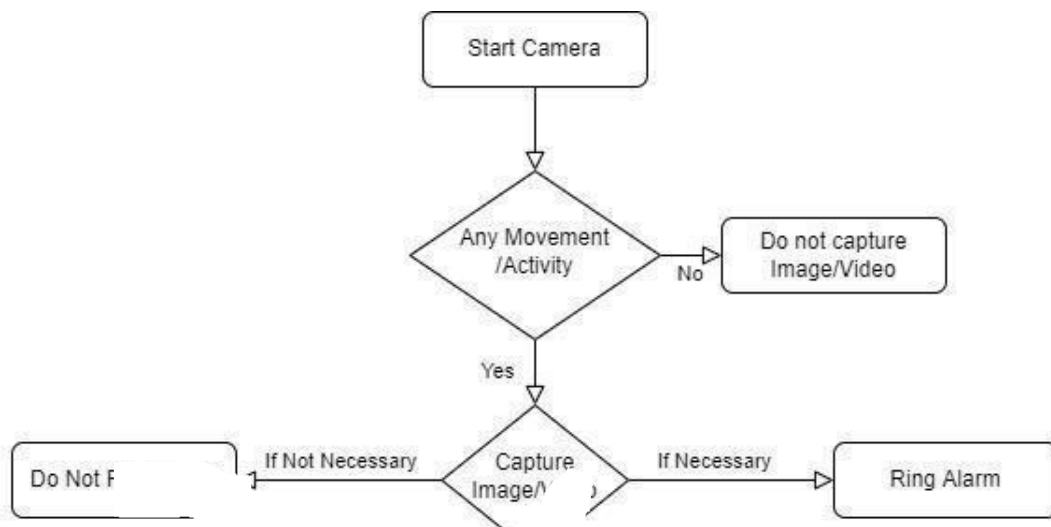 Start Camera
Any Movement
/Activity
No
Do not capture
Image/Video
Yes
If Not Necessary
Capture
If Necessary
Do Not
Ring Alarm